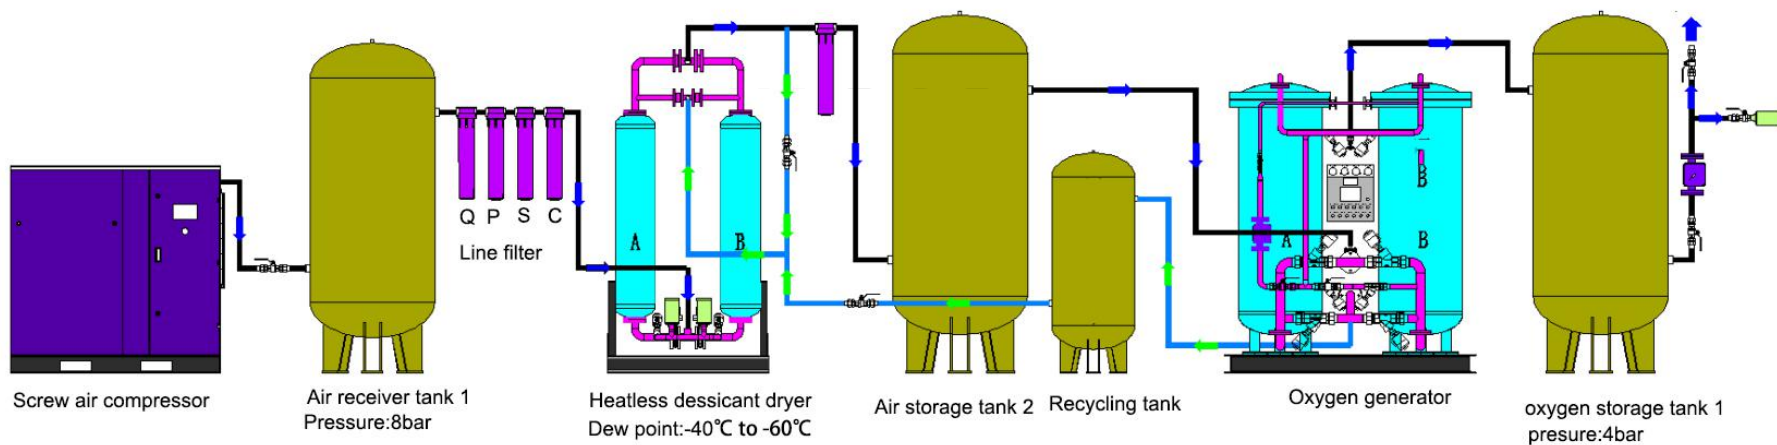 Q P S C
Line filter
A
B
A
B
B
B
Screw air compressor
Air receiver tank 1
Pressure:8bar
Heatless dessicant dryer
Dew point:-40℃ to -60℃
Air storage tank 2
Recycling tank
Oxygen generator
oxygen storage tank 1
presure:4bar